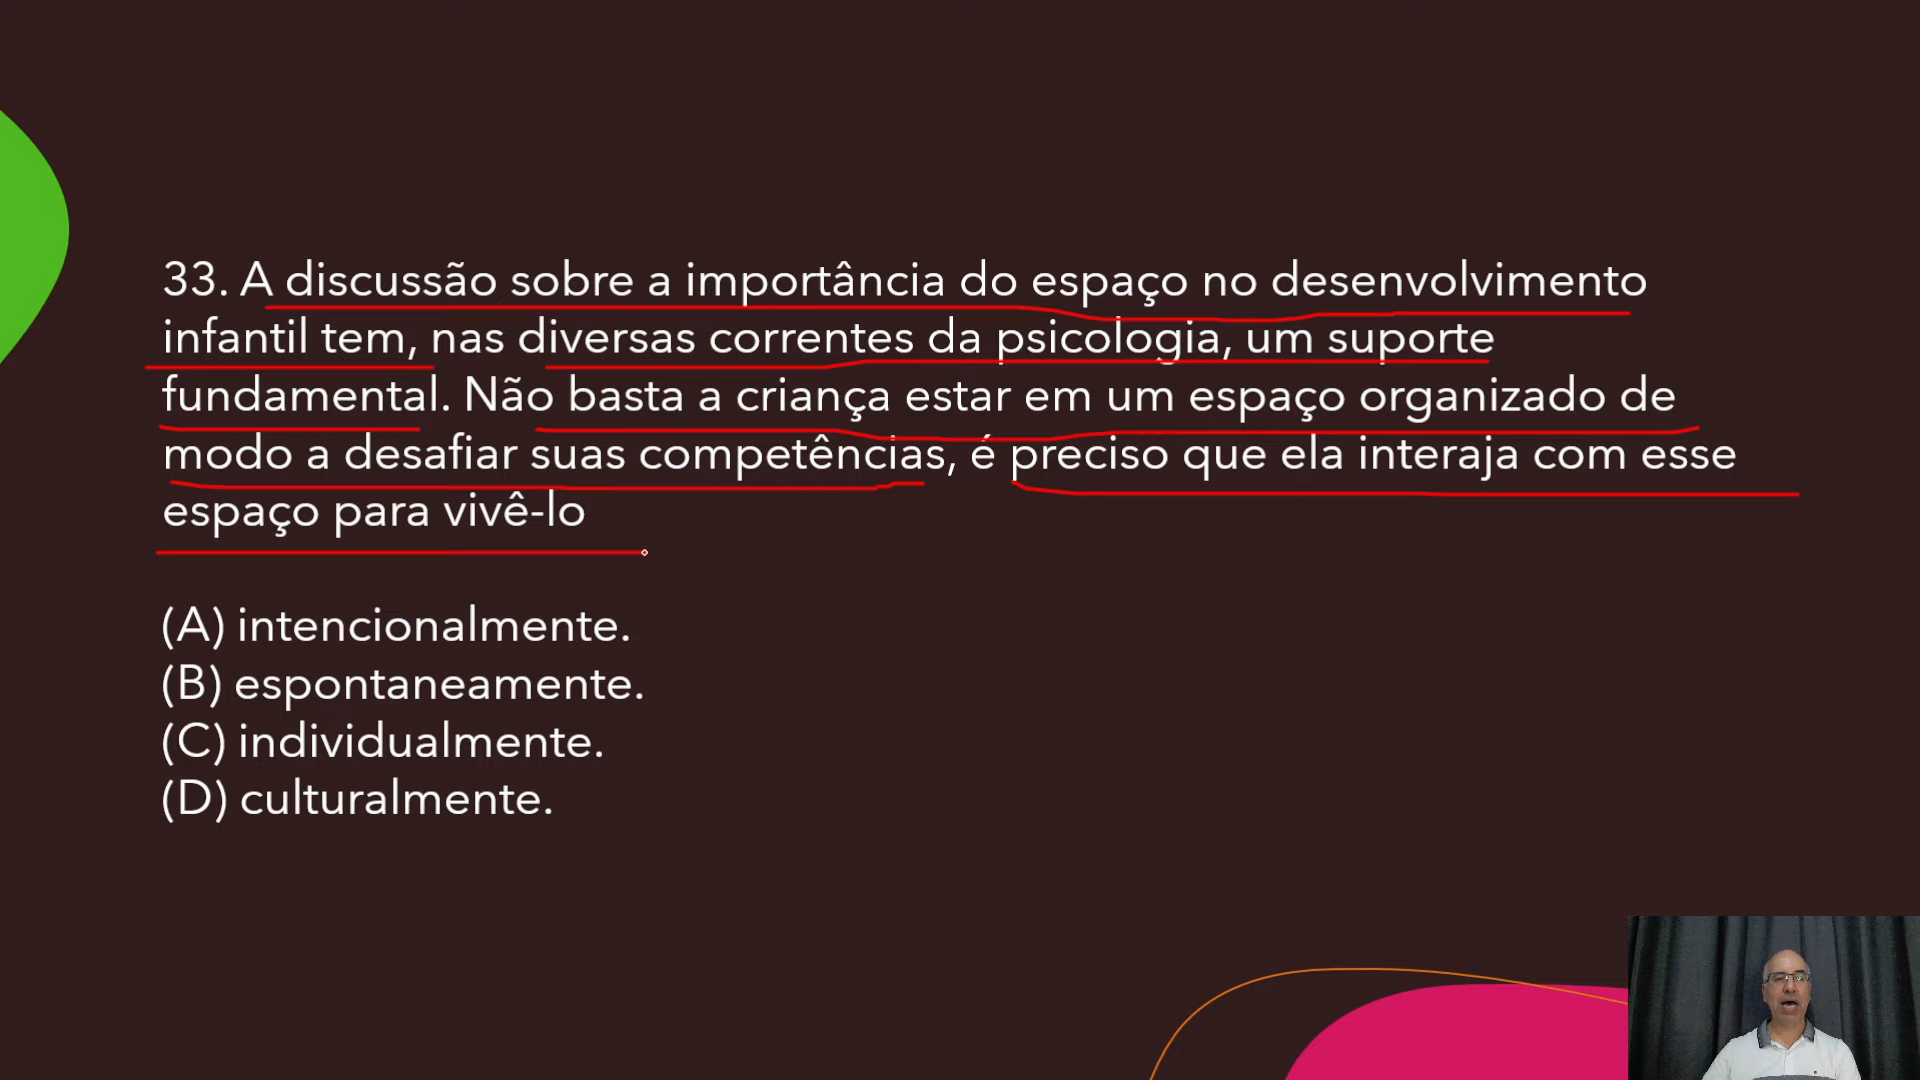 33. A discussão sobre a importância do espaço no desenvolvimento
infantil tem, nas diversas correntes da psicologia, um suporte
fundamental. Não basta a criança estar em um espaço organizado de
modo a desafiar suas competências, é preciso que ela interaja com esse
espaço para vivê-lo
(A) intencionalmente.
(B) espontaneamente.
(C) individualmente.
(D) culturalmente.